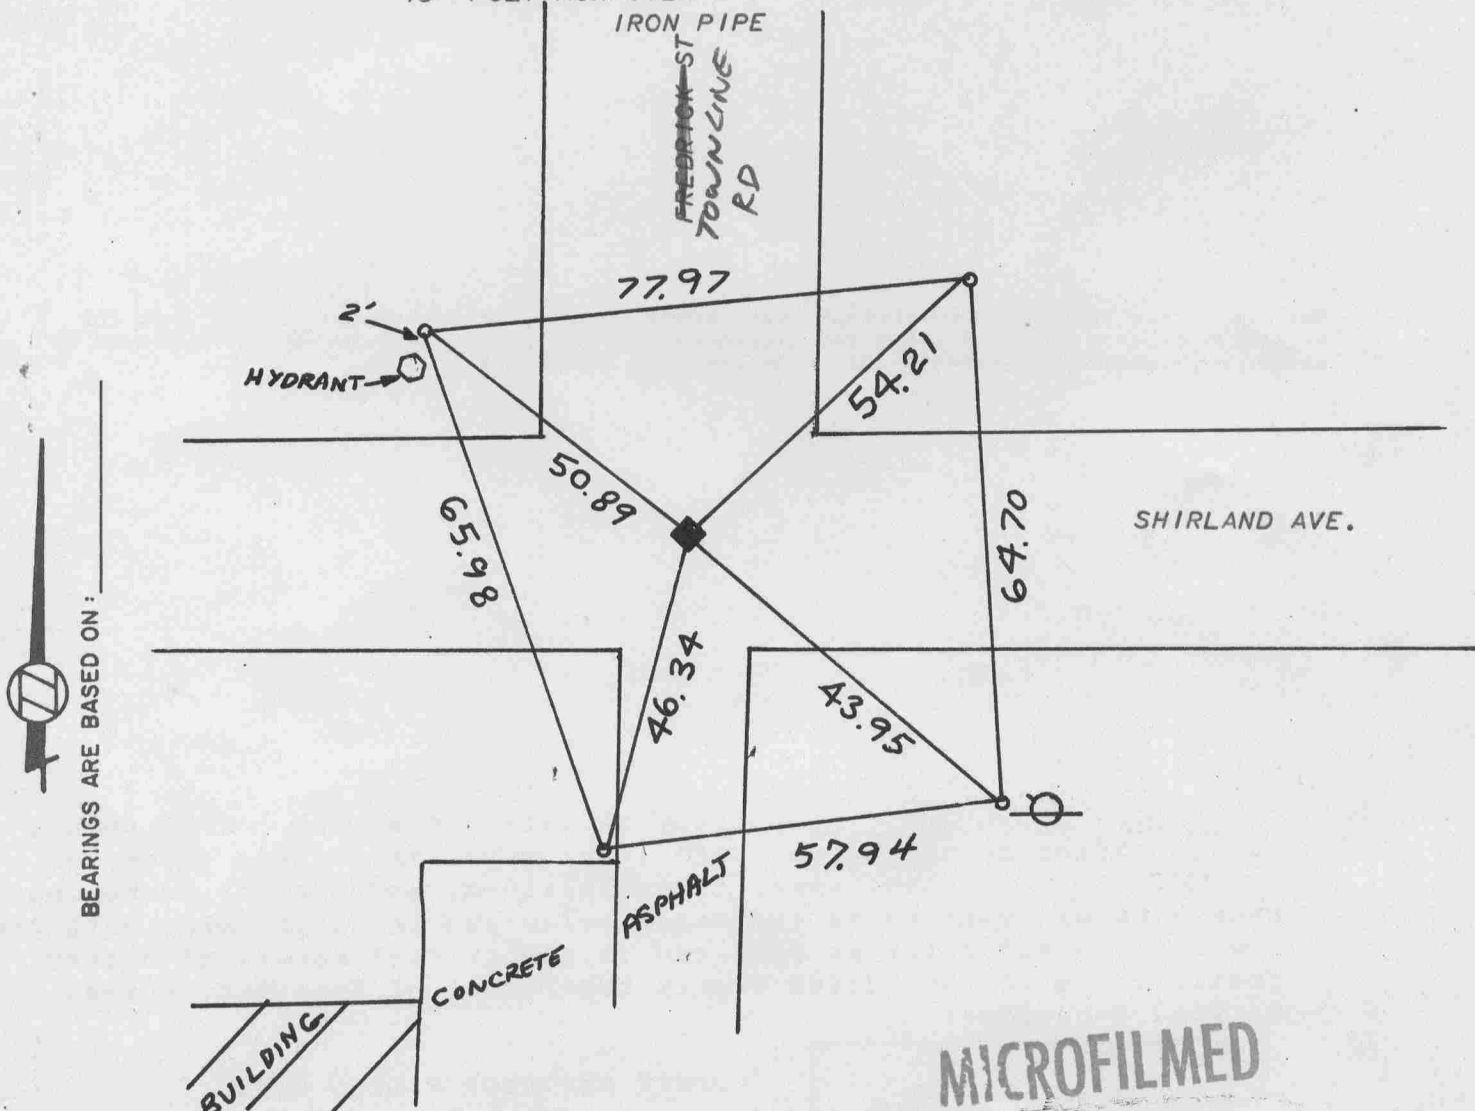 IRON PIPE
FREDRICK ST
TOWNLINE
RD
77.97
2'
HYDRANT
54.21
50.89
65.98
64.70
SHIRLAND AVE.
BEARINGS ARE BASED ON:
46.34
43.95
57.94
ASPHALT
CONCRETE
BUILDING
MICROFILMED